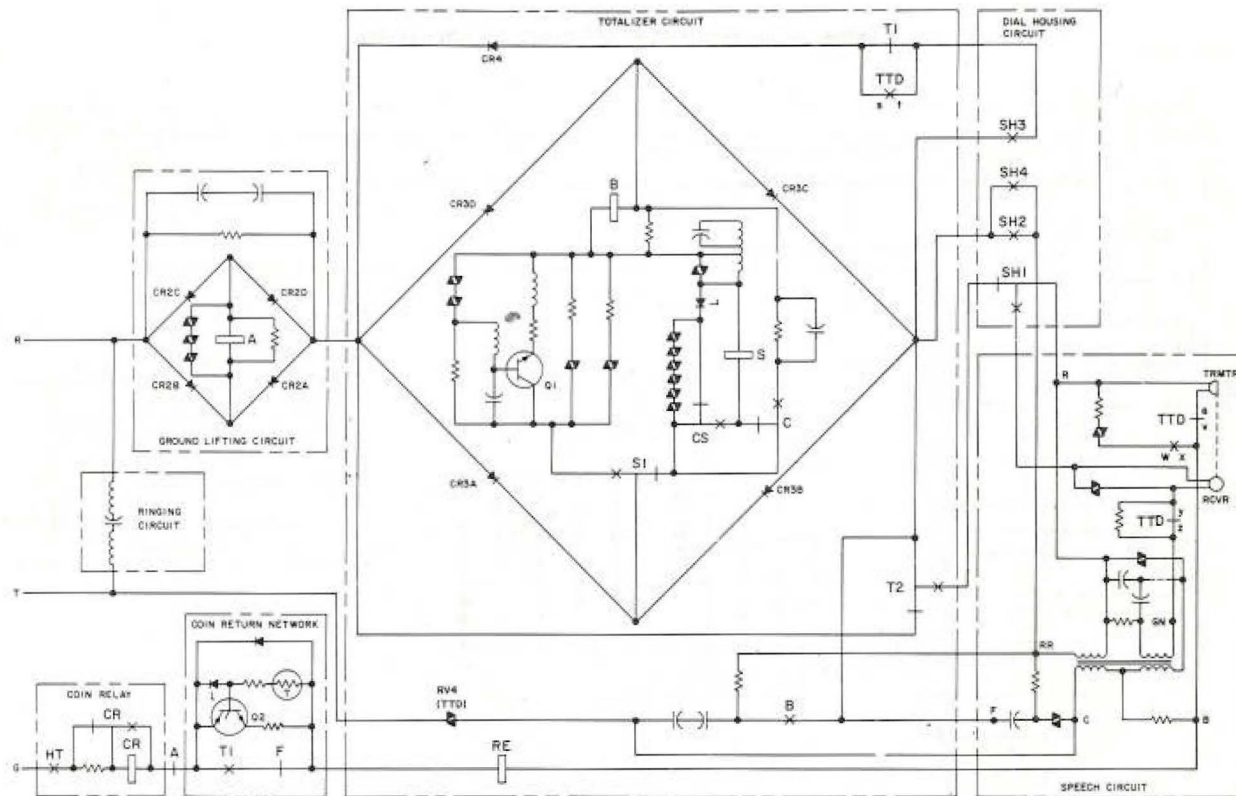 TOTALIZER CIRCUIT
DIAL HOUSING
CIRCUIT
T1
CR4
TTD
s t
SH3
SH4
B
CR3D
CR3C
SH2
SH1
CR2C
CR2D
L
R
A
S
R
TRMTR
Q1
TTD
CR2B
CR2A
C
W X
GROUND LIFTING CIRCUIT
CS
S1
CR3A
CR3B
RCVR
RINGING
CIRCUIT
TTD
T2
T
COIN RETURN NETWORK
GN
RR
COIN RELAY
T
RV4
(TTD)
Q2
B
F
C
B
CR
CR
HT
A
T1
F
RE
G
SPEECH CIRCUIT